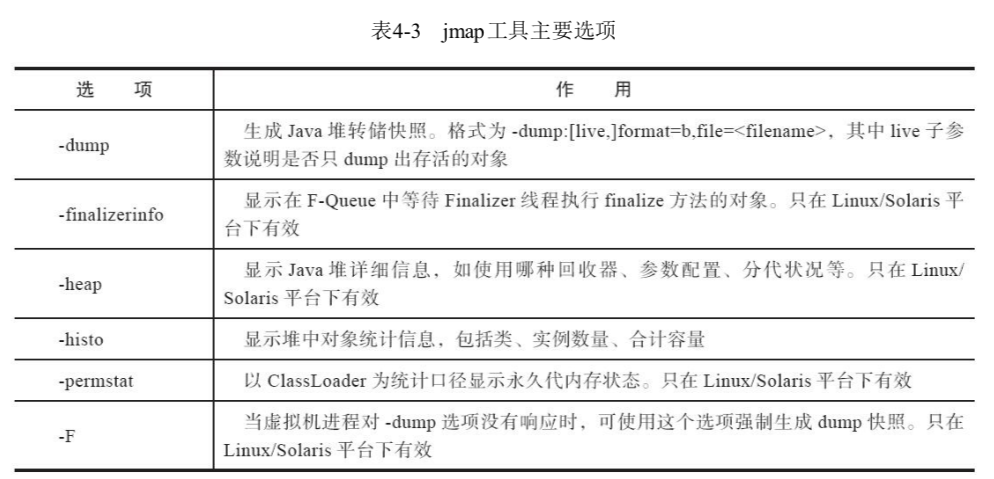 表4-3 jmap工具主要选项
选 项 作 用
-dump 生成 Java 堆转储快照。格式为 -dump:[live,]format=b,file=<filename>，其中 live 子参
数说明是否只 dump 出存活的对象
-finalizerinfo 显示在 F-Queue 中等待 Finalizer 线程执行 finalize 方法的对象。只在 Linux/Solaris 平
台下有效
-heap 显示 Java 堆详细信息，如使用哪种回收器、参数配置、分代状况等。只在 Linux/
Solaris 平台下有效
-histo 显示堆中对象统计信息，包括类、实例数量、合计容量
-permstat 以 ClassLoader 为统计口径显示永久代内存状态。只在 Linux/Solaris 平台下有效
-F 当虚拟机进程对 -dump 选项没有响应时，可使用这个选项强制生成 dump 快照。只在
Linux/Solaris 平台下有效